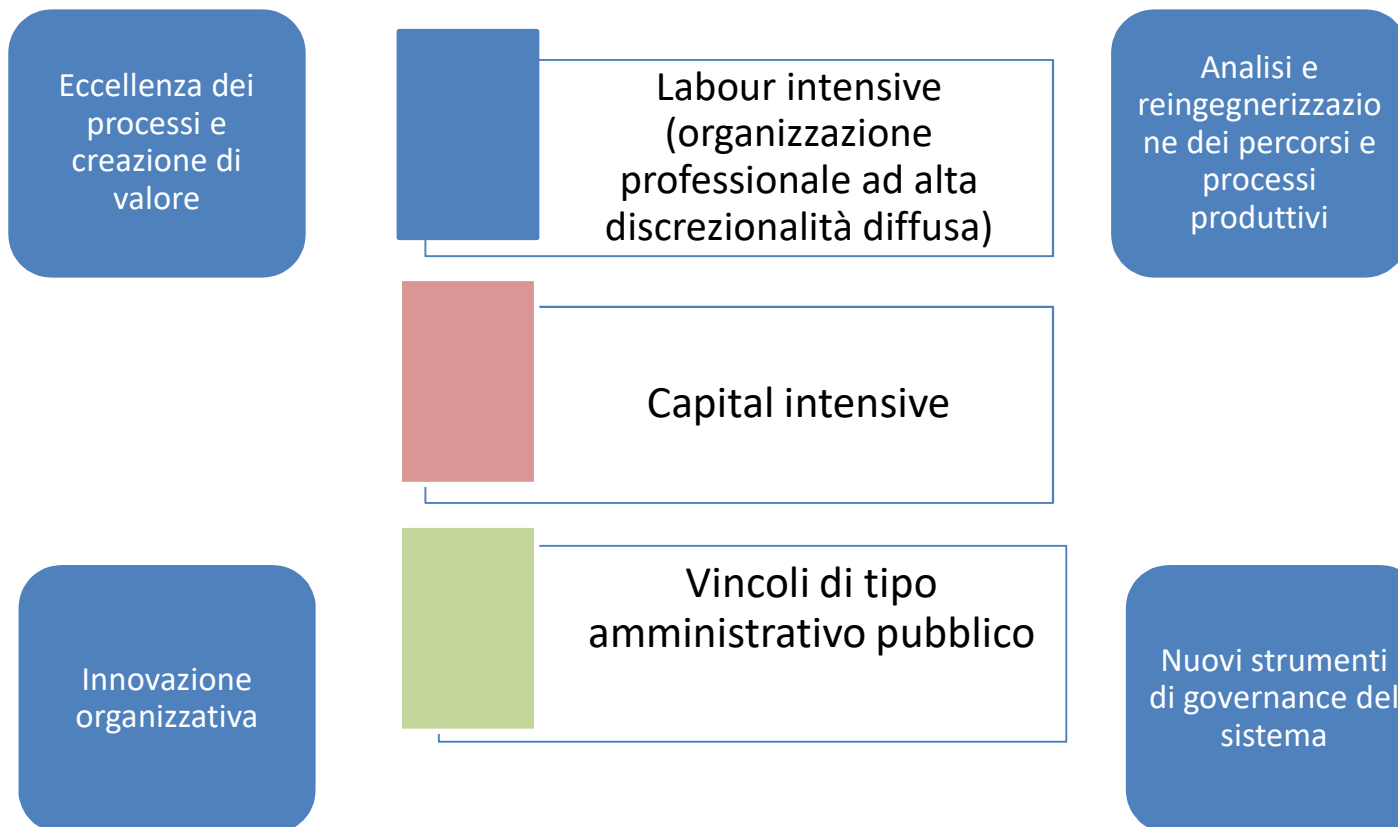 Eccellenza dei
processi e
creazione di
valore
Labour intensive
(organizzazione
professionale ad alta
discrezionalità diffusa)
Analisi e
reingegnerizzazio
ne dei percorsi e
processi
produttivi
Capital intensive
Vincoli di tipo
amministrativo pubblico
Innovazione
organizzativa
Nuovi strumenti
di governance del
sistema